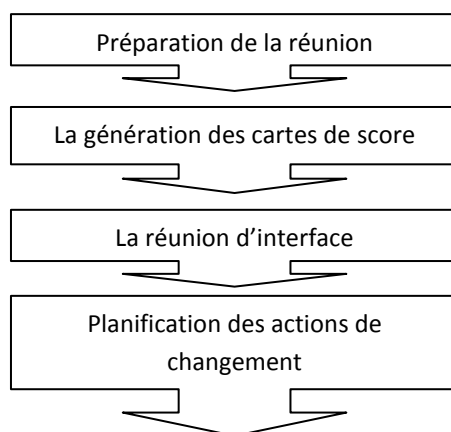 Préparation de la réunion
La génération des cartes de score
La réunion d’interface
Planification des actions de
changement